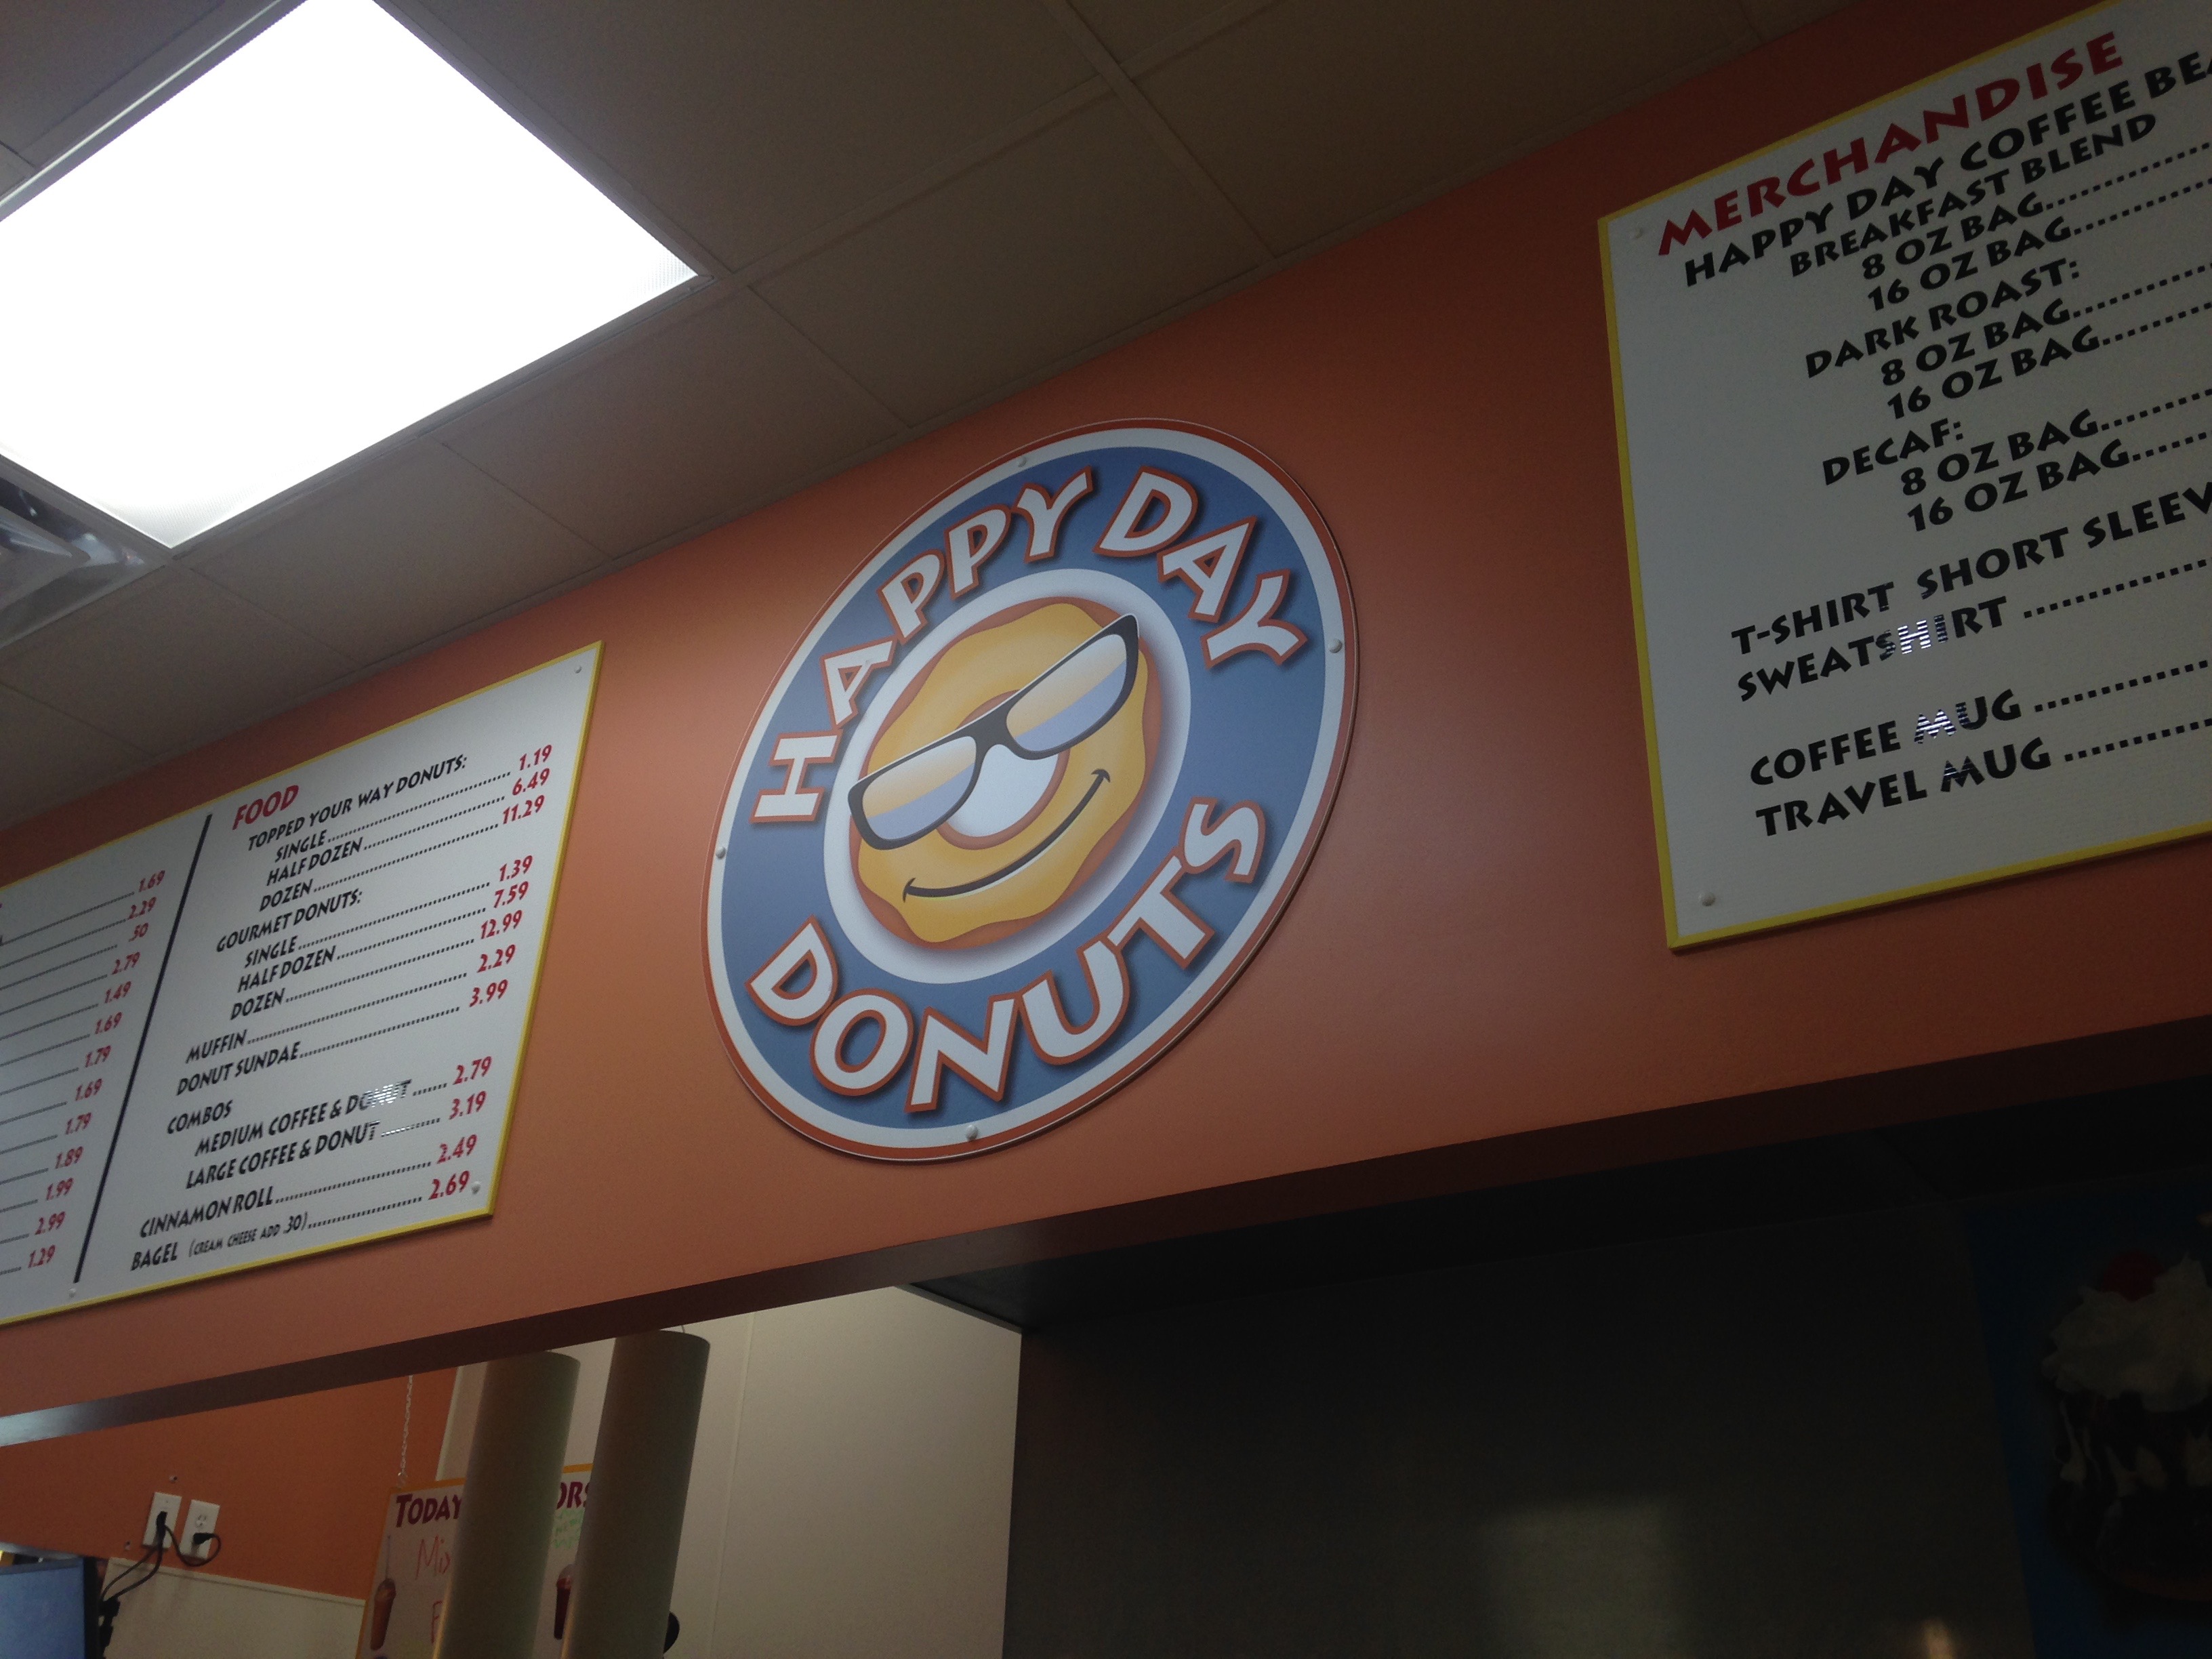 1.69
2.29
.50
2.79
1.49
1.69
1.79
1.69
1.79
1.89
1.99
2.99
1.29
FOOD
TOPPED YOUR WAY DONUTS:
SINGLE 1.19
HALF DOZEN 6.49
DOZEN 11.29
GOURMET DONUTS:
SINGLE 1.39
HALF DOZEN 7.59
DOZEN 12.99
MUFFIN 2.29
DONUT SUNDAE 3.99
COMBOS
MEDIUM COFFEE & DONUT 2.79
LARGE COFFEE & DONUT 3.19
CINNAMON ROLL 2.49
BAGEL (CREAM CHEESE ADD .30) 2.69
HAPPY DAY
DONUTS
MERCHANDISE
HAPPY DAY COFFEE BEA
BREAKFAST BLEND
8 OZ BAG
16 OZ BAG
DARK ROAST:
8 OZ BAG
16 OZ BAG
DECAF:
8 OZ BAG
16 OZ BAG
T-SHIRT SHORT SLEEV
SWEATSHIRT
COFFEE MUG
TRAVEL MUG
TODAY